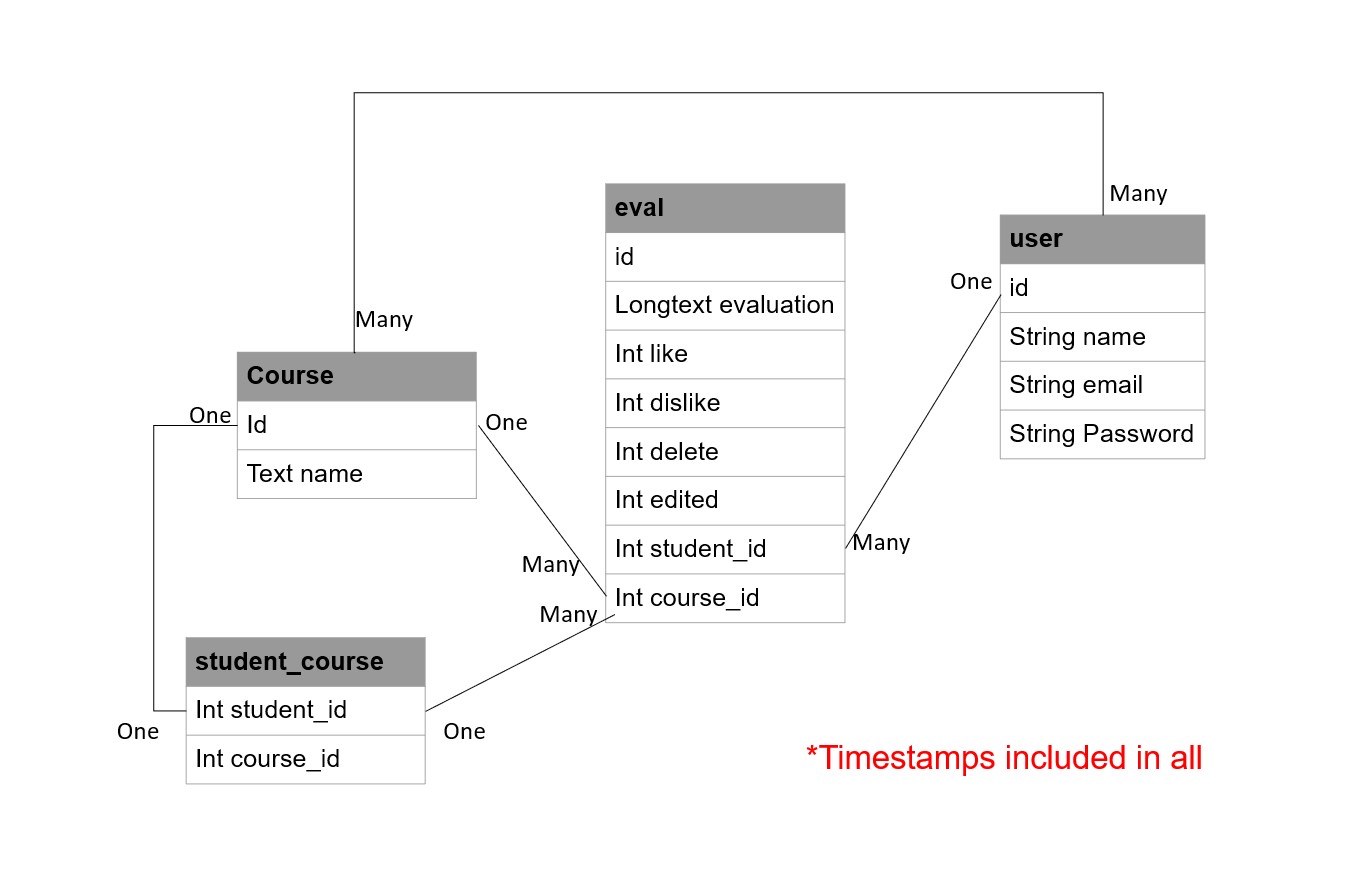 Many
eval
user
id
Longtext evaluation
Int like
Int dislike
Int delete
Int edited
Int student_id
Int course_id
One
id
String name
String email
String Password
Many
Many
Course
One
Id
One
Text name
Many
Many
student_course
Int student_id
Int course_id
One
One
*Timestamps included in all